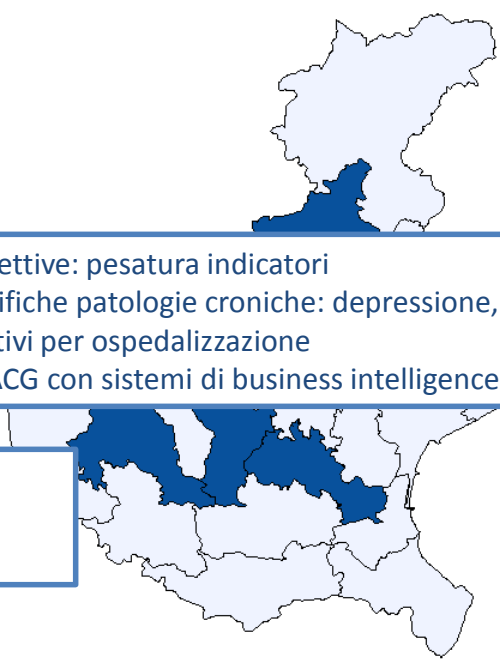 ettive: pesatura indicatori
ifiche patologie croniche: depressione,
tivi per ospedalizzazione
ACG con sistemi di business intelligence